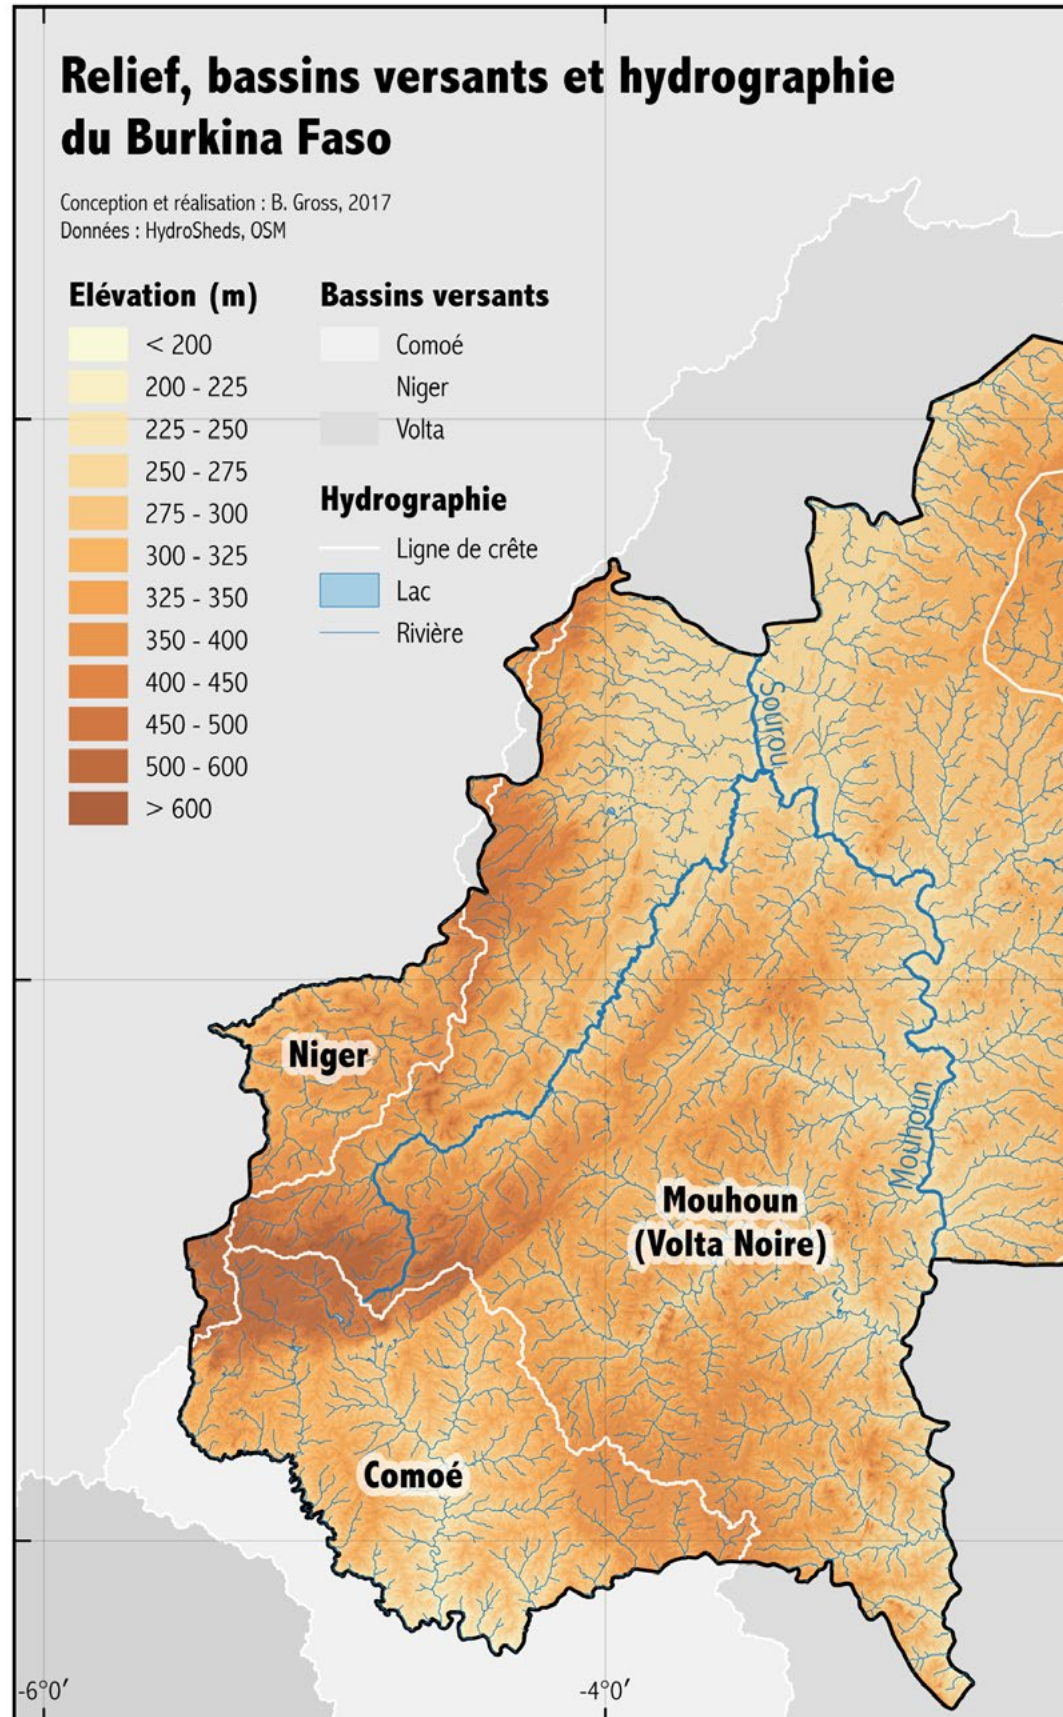 Relief, bassins versants et hydrographie
du Burkina Faso
Conception et réalisation : B. Gross, 2017
Données : HydroSheds, OSM
Elévation (m)
< 200
200 - 225
225 - 250
250 - 275
275 - 300
300 - 325
325 - 350
350 - 400
400 - 450
450 - 500
500 - 600
> 600
Bassins versants
Comoé
Niger
Volta
Hydrographie
Ligne de crête
Lac
Rivière
Sourou
Niger
Mouhoun
Mouhoun
(Volta Noire)
Comoé
-6°0′
-4°0′